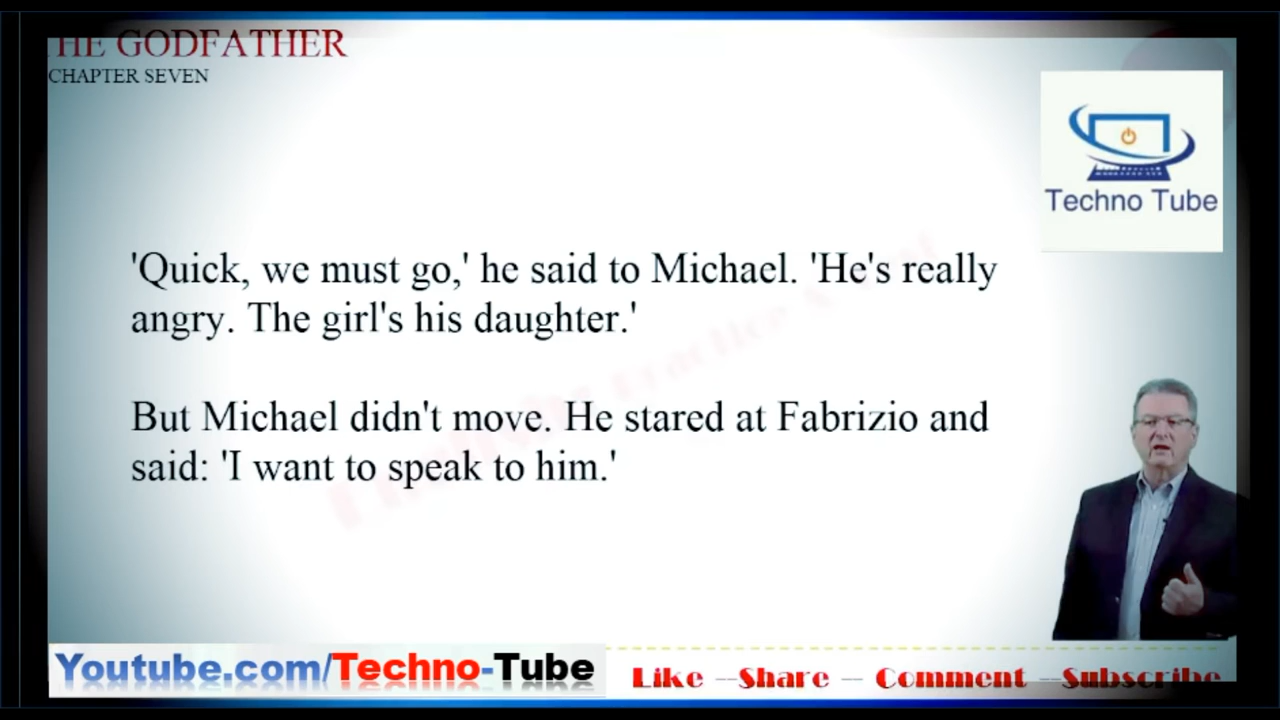 THE GODFATHER
CHAPTER SEVEN
Techno Tube
'Quick, we must go,' he said to Michael. 'He's really
angry. The girl's his daughter.'
But Michael didn't move. He stared at Fabrizio and
said: 'I want to speak to him.'
Youtube.com/Techno-Tube
Like --Share -- Comment --Subscribe